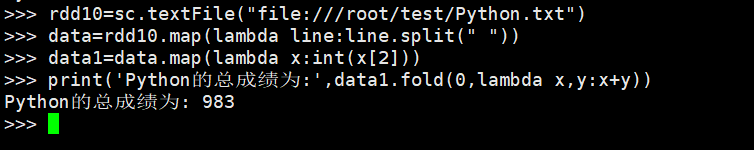 >>> rdd10=sc.textFile("file:///root/test/Python.txt")
>>> data=rdd10.map(lambda line:line.split(" "))
>>> data1=data.map(lambda x:int(x[2]))
>>> print('Python的总成绩为:',data1.fold(0,lambda x,y:x+y))
Python的总成绩为: 983
>>>